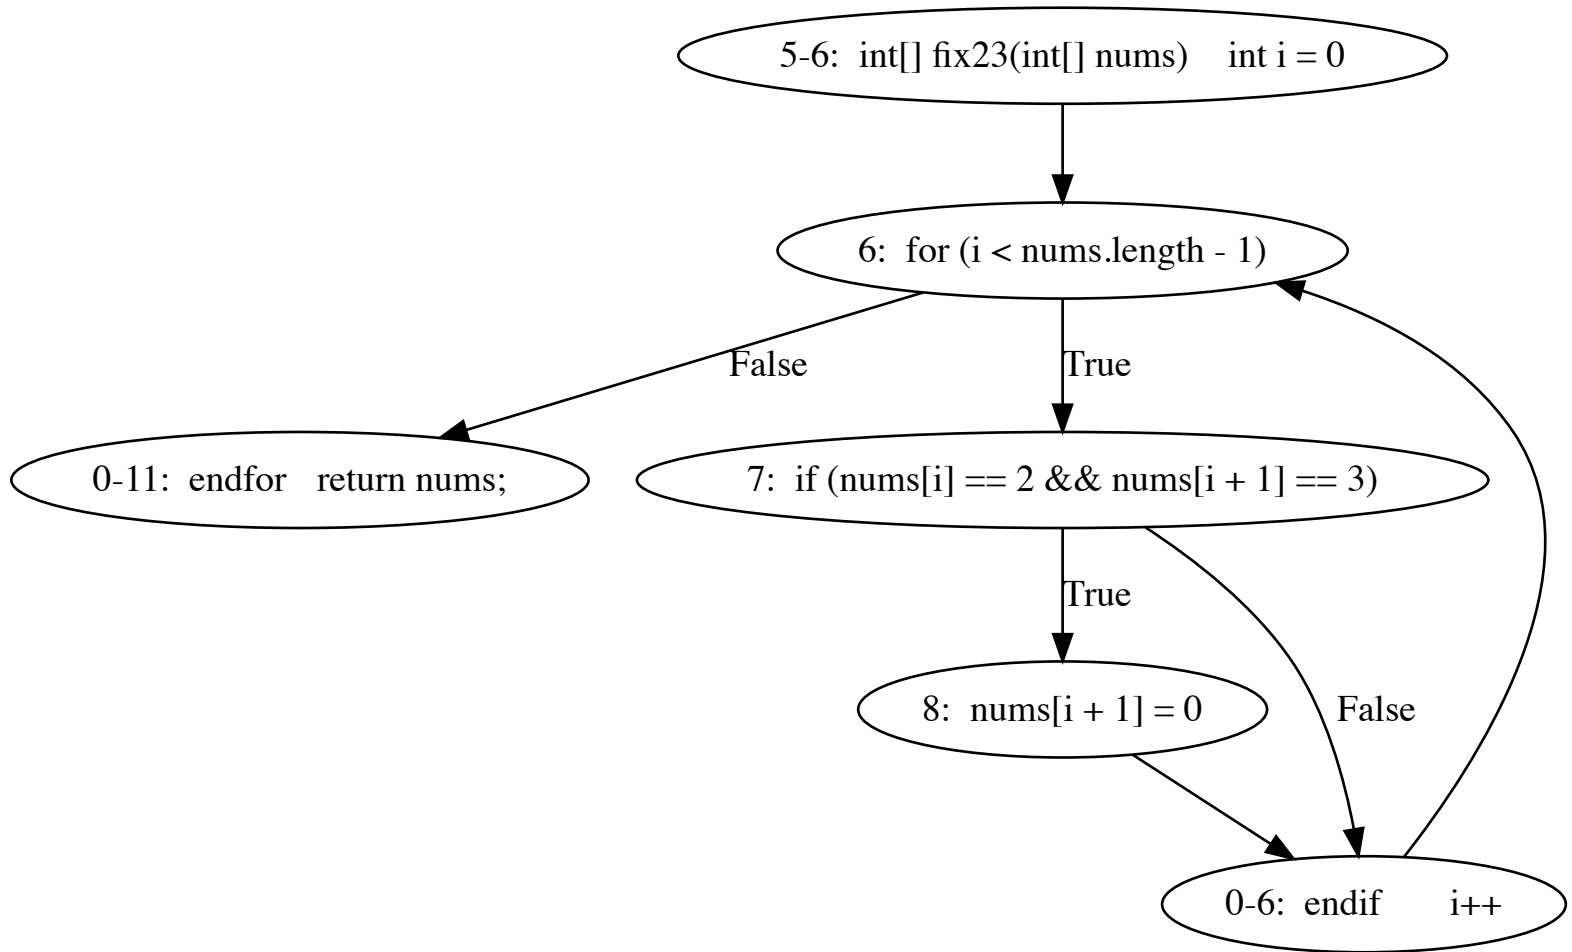 5-6: int[] fix23(int[] nums) int i = 0
6: for (i < nums.length - 1)
False
True
0-11: endfor return nums;
7: if (nums[i] == 2 && nums[i + 1] == 3)
True
8: nums[i + 1] = 0
False
0-6: endif i++